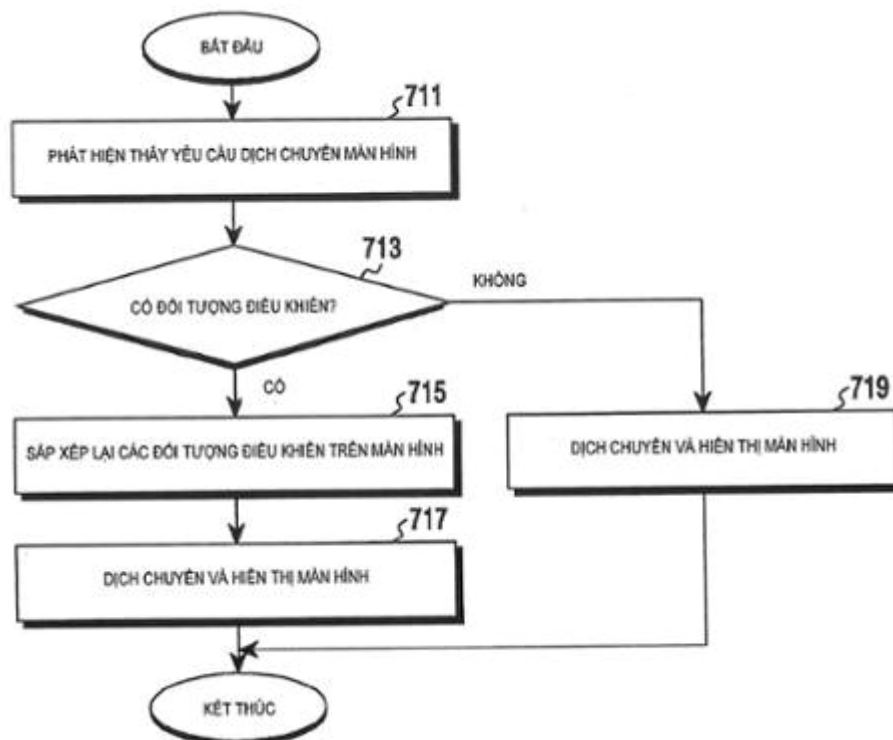 BẮT ĐẦU
711
PHÁT HIỆN THẤY YÊU CẦU DỊCH CHUYỂN MÀN HÌNH
713
CÓ ĐỐI TƯỢNG ĐIỀU KHIỂN?
KHÔNG
CÓ
715
SẮP XẾP LẠI CÁC ĐỐI TƯỢNG ĐIỀU KHIỂN TRÊN MÀN HÌNH
719
DỊCH CHUYỂN VÀ HIỂN THỊ MÀN HÌNH
717
DỊCH CHUYỂN VÀ HIỂN THỊ MÀN HÌNH
KẾT THÚC